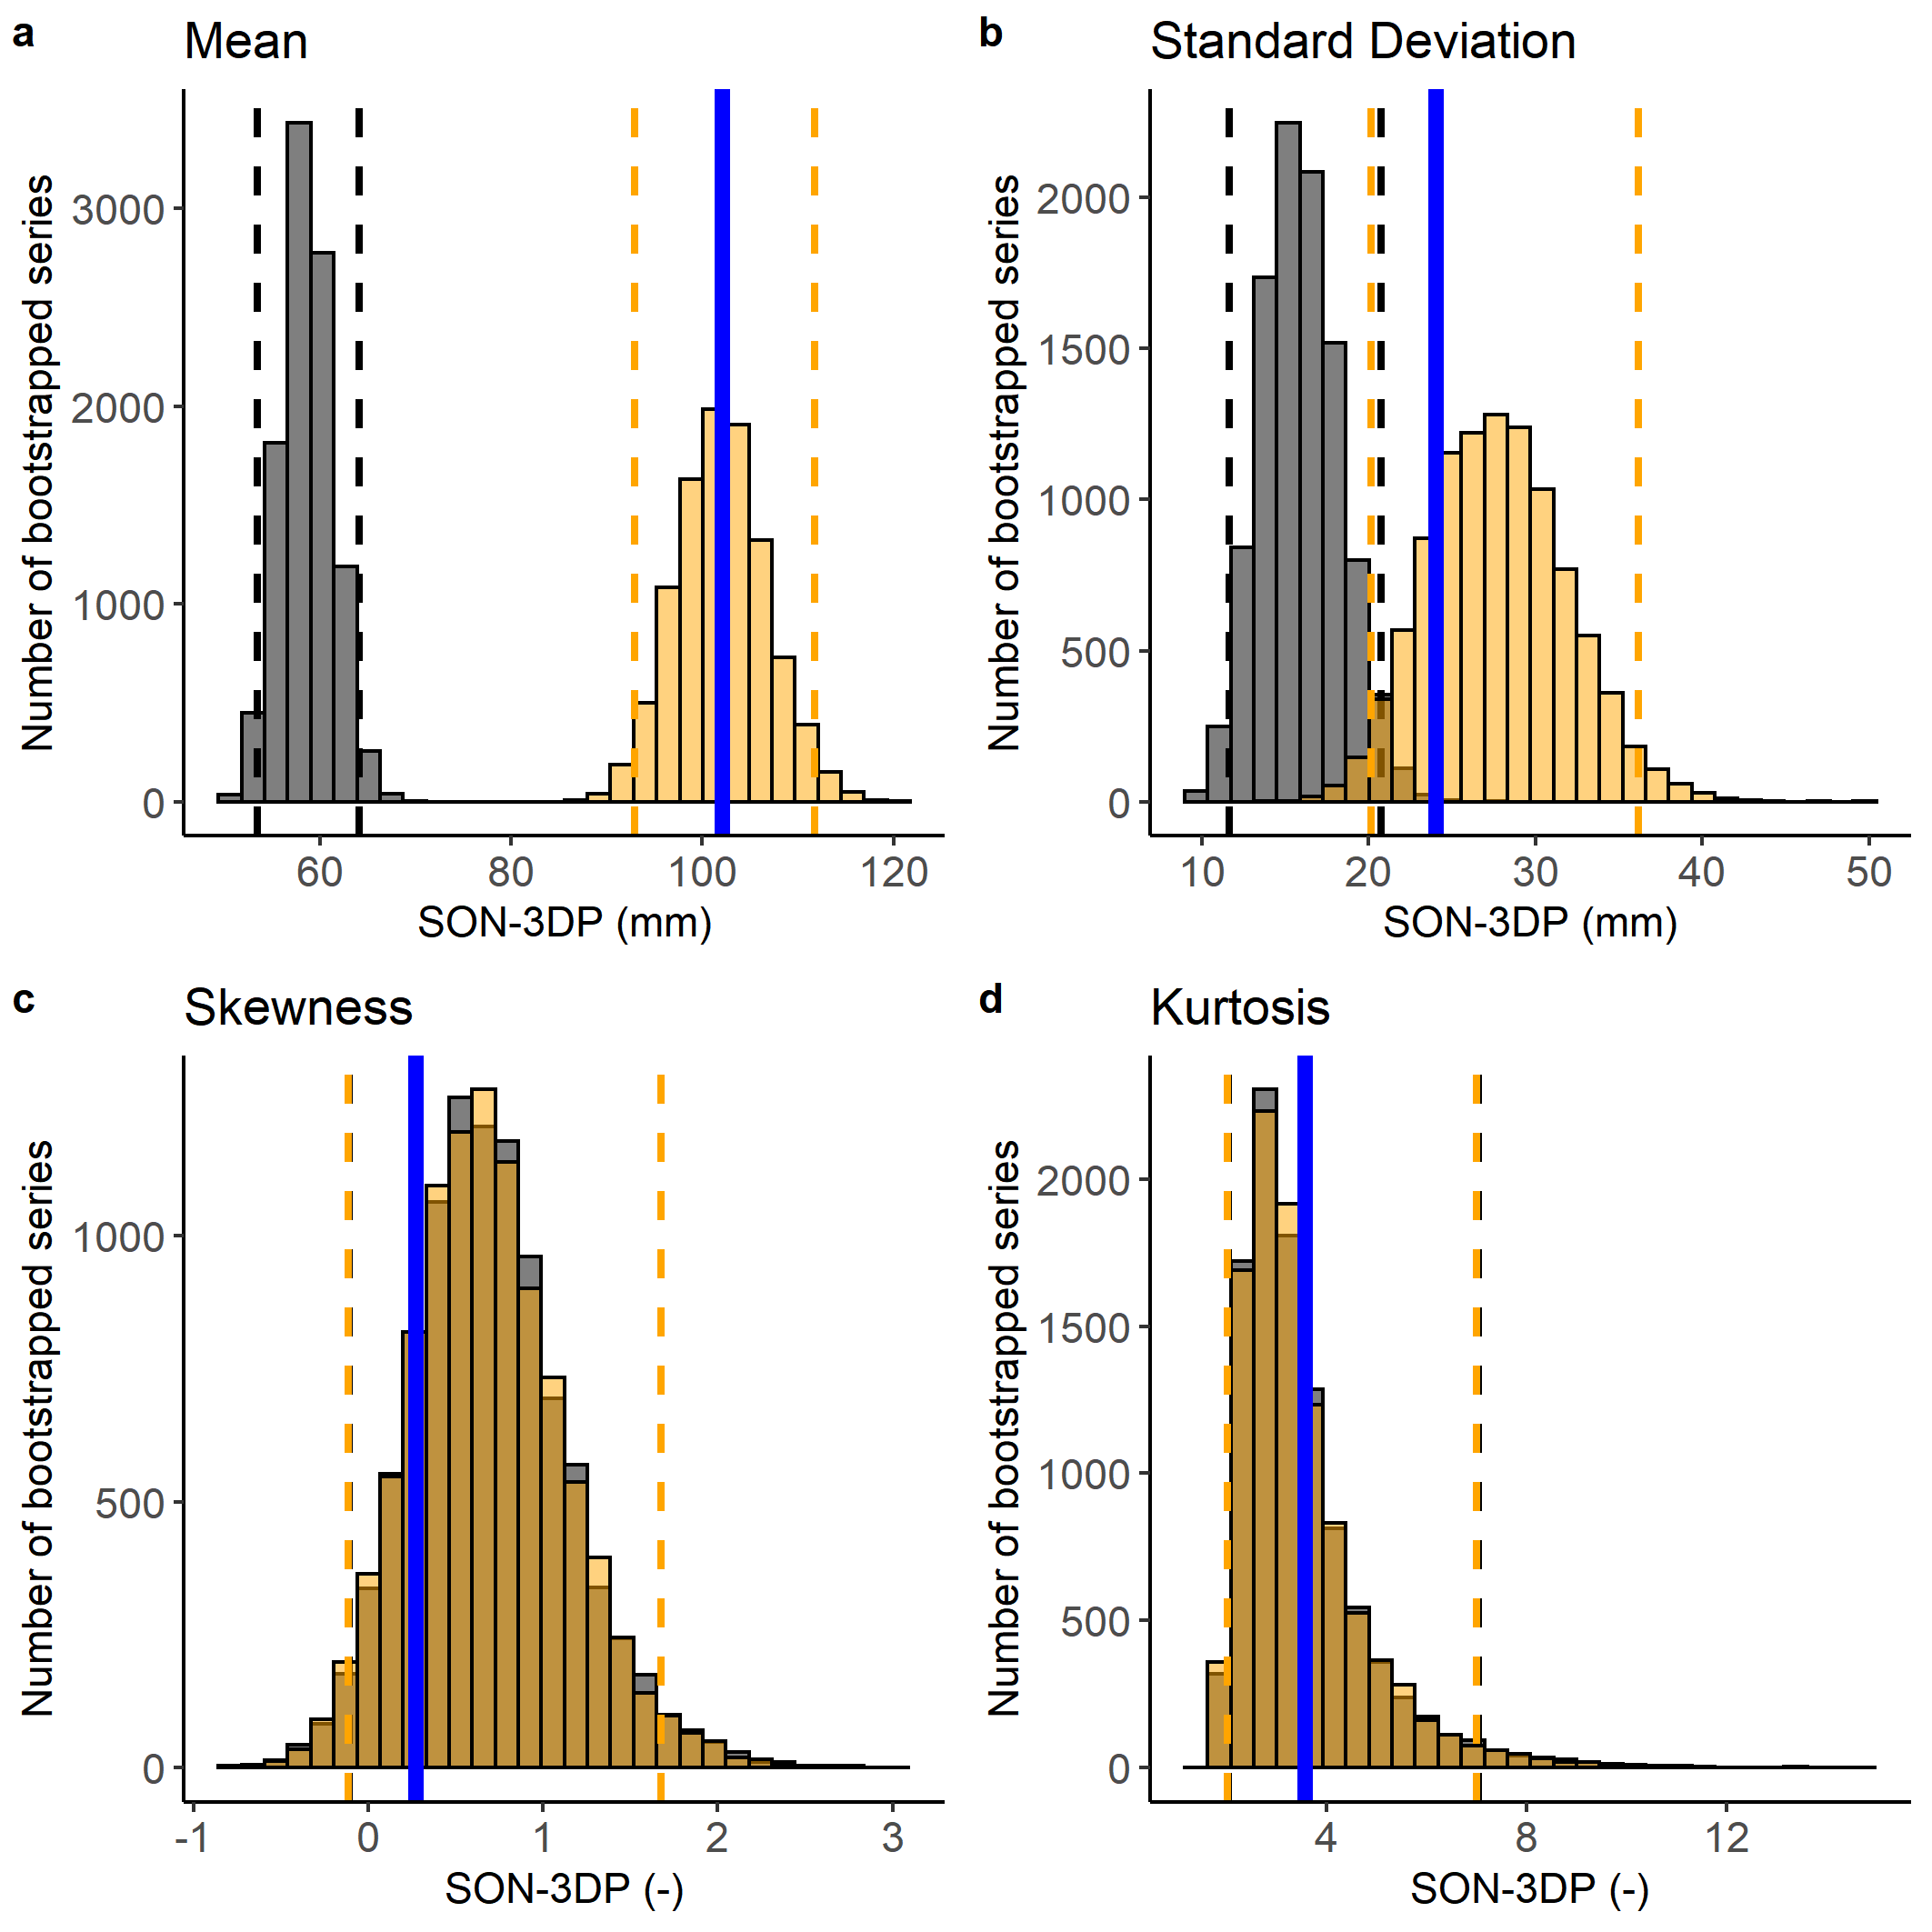 a
Mean
Number of bootstrapped series
3000
2000
1000
0
60
80
100
120
SON-3DP (mm)
b
Standard Deviation
Number of bootstrapped series
2000
1500
1000
500
0
10
20
30
40
50
SON-3DP (mm)
c
Skewness
Number of bootstrapped series
1000
500
0
-1
0
1
2
3
SON-3DP (-)
d
Kurtosis
Number of bootstrapped series
2000
1500
1000
500
0
4
8
12
SON-3DP (-)